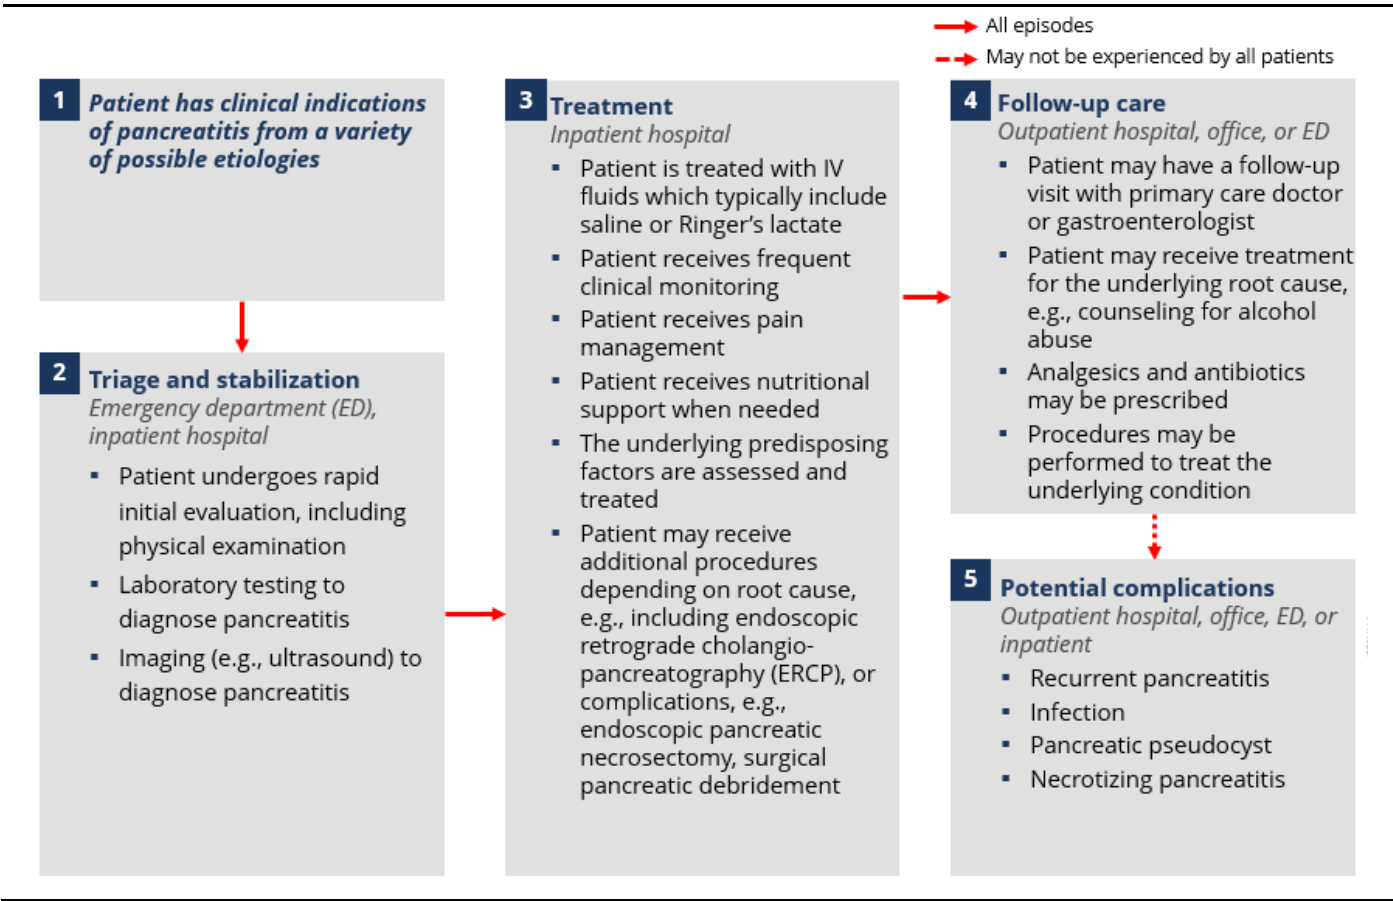 All episodes
May not be experienced by all patients
1
Patient has clinical indications
of pancreatitis from a variety
of possible etiologies
2
Triage and stabilization
Emergency department (ED),
inpatient hospital
▪ Patient undergoes rapid
initial evaluation, including
physical examination
▪ Laboratory testing to
diagnose pancreatitis
▪ Imaging (e.g., ultrasound) to
diagnose pancreatitis
3
Treatment
Inpatient hospital
▪ Patient is treated with IV
fluids which typically include
saline or Ringer's lactate
▪ Patient receives frequent
clinical monitoring
▪ Patient receives pain
management
▪ Patient receives nutritional
support when needed
▪ The underlying predisposing
factors are assessed and
treated
▪ Patient may receive
additional procedures
depending on root cause,
e.g., including endoscopic
retrograde cholangio-
pancreatography (ERCP), or
complications, e.g.,
endoscopic pancreatic
necrosectomy, surgical
pancreatic debridement
4
Follow-up care
Outpatient hospital, office, or ED
▪ Patient may have a follow-up
visit with primary care doctor
or gastroenterologist
▪ Patient may receive treatment
for the underlying root cause,
e.g., counseling for alcohol
abuse
▪ Analgesics and antibiotics
may be prescribed
▪ Procedures may be
performed to treat the
underlying condition
5
Potential complications
Outpatient hospital, office, ED, or
inpatient
▪ Recurrent pancreatitis
▪ Infection
▪ Pancreatic pseudocyst
▪ Necrotizing pancreatitis